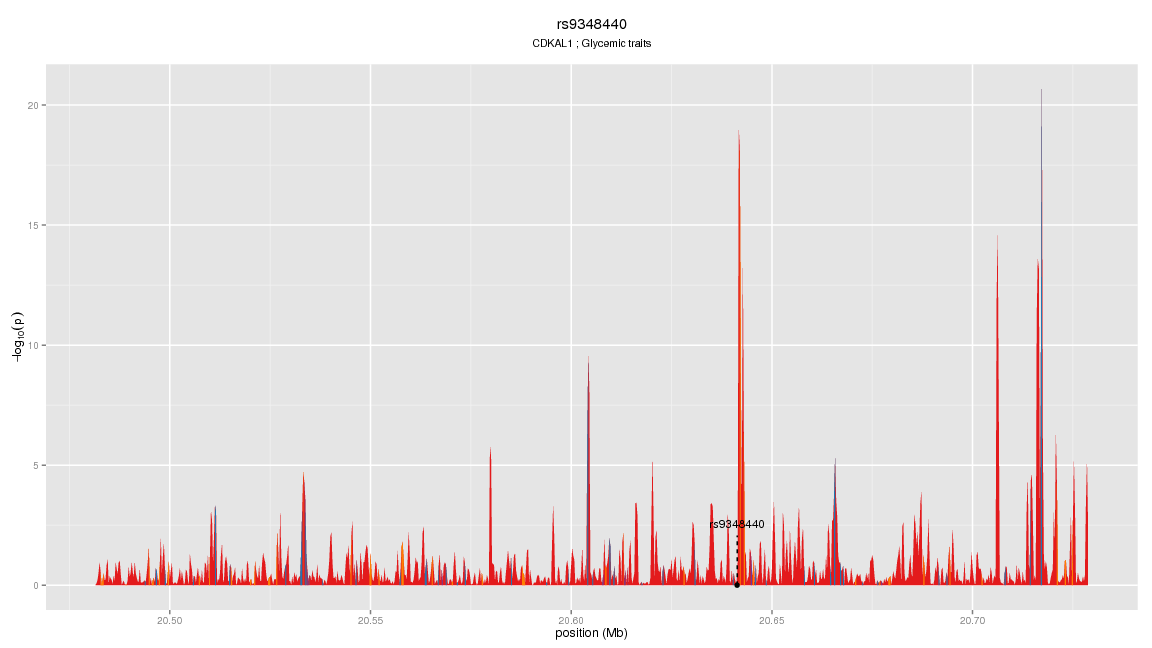 rs9348440
CDKAL1 ; Glycemic traits
20
15
10
5
0
−log10(p)
rs9348440
20.50 20.55 20.60 20.65 20.70
position (Mb)